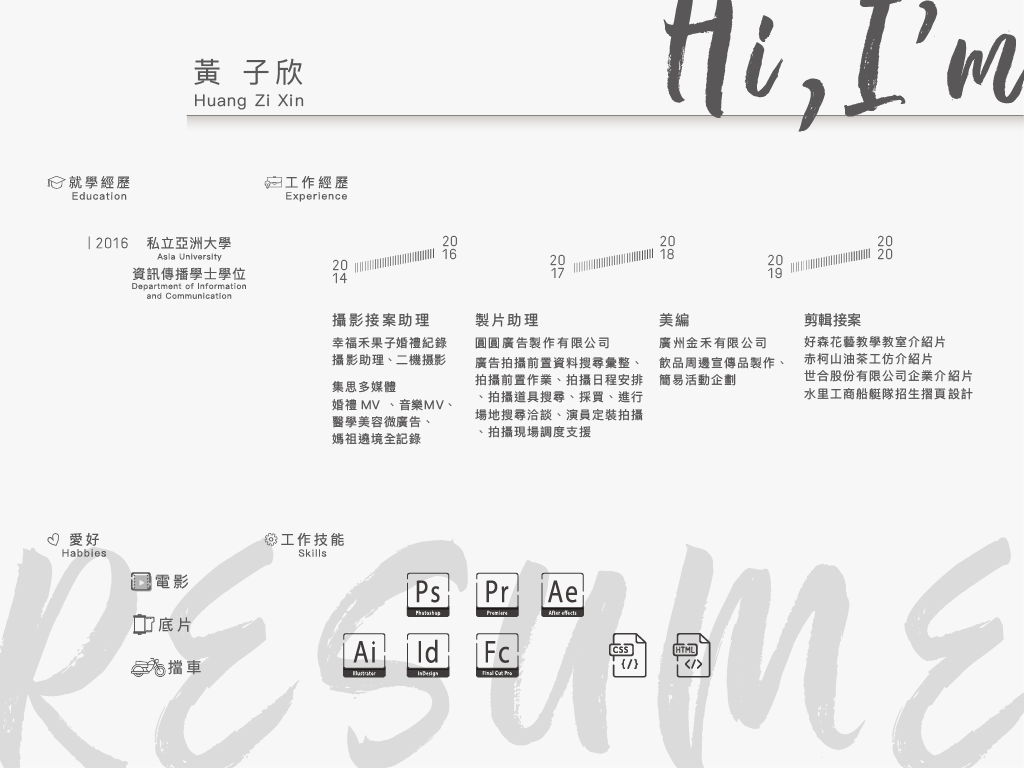 Hi, I'm
黃 子欣
Huang Zi Xin
就學經歷
Education
工作經歷
Experience
| 2016 私立亞洲大學
Asia University
資訊傳播學士學位
Department of Information
and Communication
20
14
20
16
20
17
20
18
20
19
20
20
攝影接案助理
幸福禾果子婚禮紀錄
攝影助理、二機攝影
集思多媒體
婚禮 MV 、音樂MV、
醫學美容微廣告、
媽祖遶境全記錄
製片助理
圓圓廣告製作有限公司
廣告拍攝前置資料搜尋彙整、
拍攝前置作業、拍攝日程安排
、拍攝道具搜尋、採買、進行
場地搜尋洽談、演員定裝拍攝
、拍攝現場調度支援
美編
廣州金禾有限公司
飲品周邊宣傳品製作、
簡易活動企劃
剪輯接案
好森花藝教學教室介紹片
赤柯山油茶工仿介紹片
世合股份有限公司企業介紹片
水里工商船艇隊招生摺頁設計
愛好
Habbies
電影
底片
擋車
工作技能
Skills
Ps
Photoshop
Pr
Premiere
Ae
After effects
Ai
Illustrator
Id
InDesign
Fc
Final Cut Pro
CSS
{/}
HTML
</>
RESUME